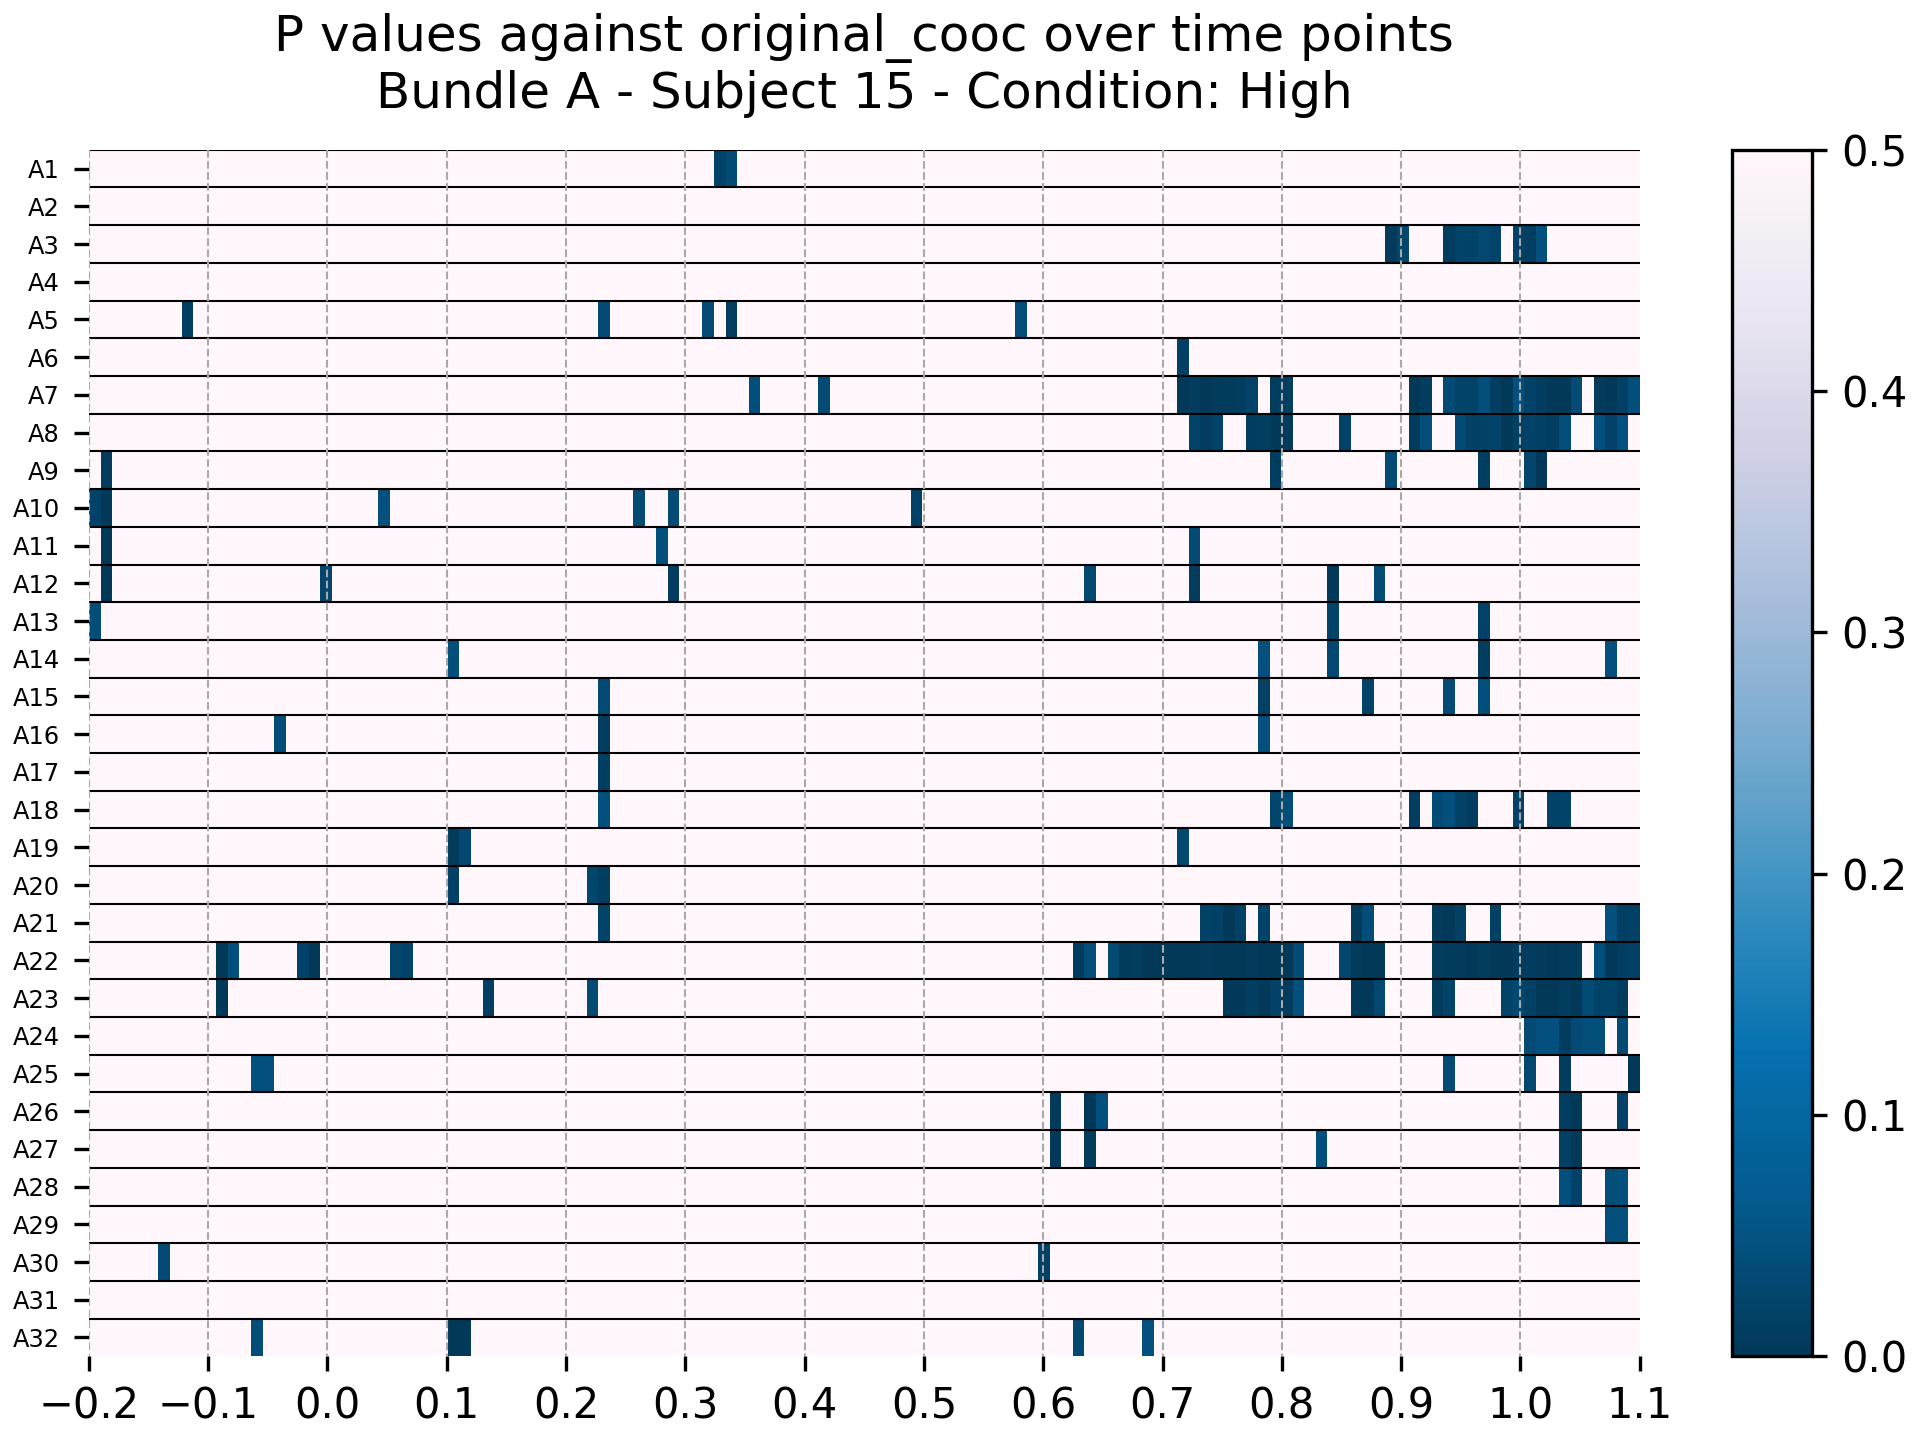 P values against original_cooc over time points
Bundle A - Subject 15 - Condition: High
A1
A2
A3
A4
A5
A6
A7
A8
A9
A10
A11
A12
A13
A14
A15
A16
A17
A18
A19
A20
A21
A22
A23
A24
A25
A26
A27
A28
A29
A30
A31
A32
−0.2 −0.1 0.0 0.1 0.2 0.3 0.4 0.5 0.6 0.7 0.8 0.9 1.0 1.1
0.5
0.4
0.3
0.2
0.1
0.0